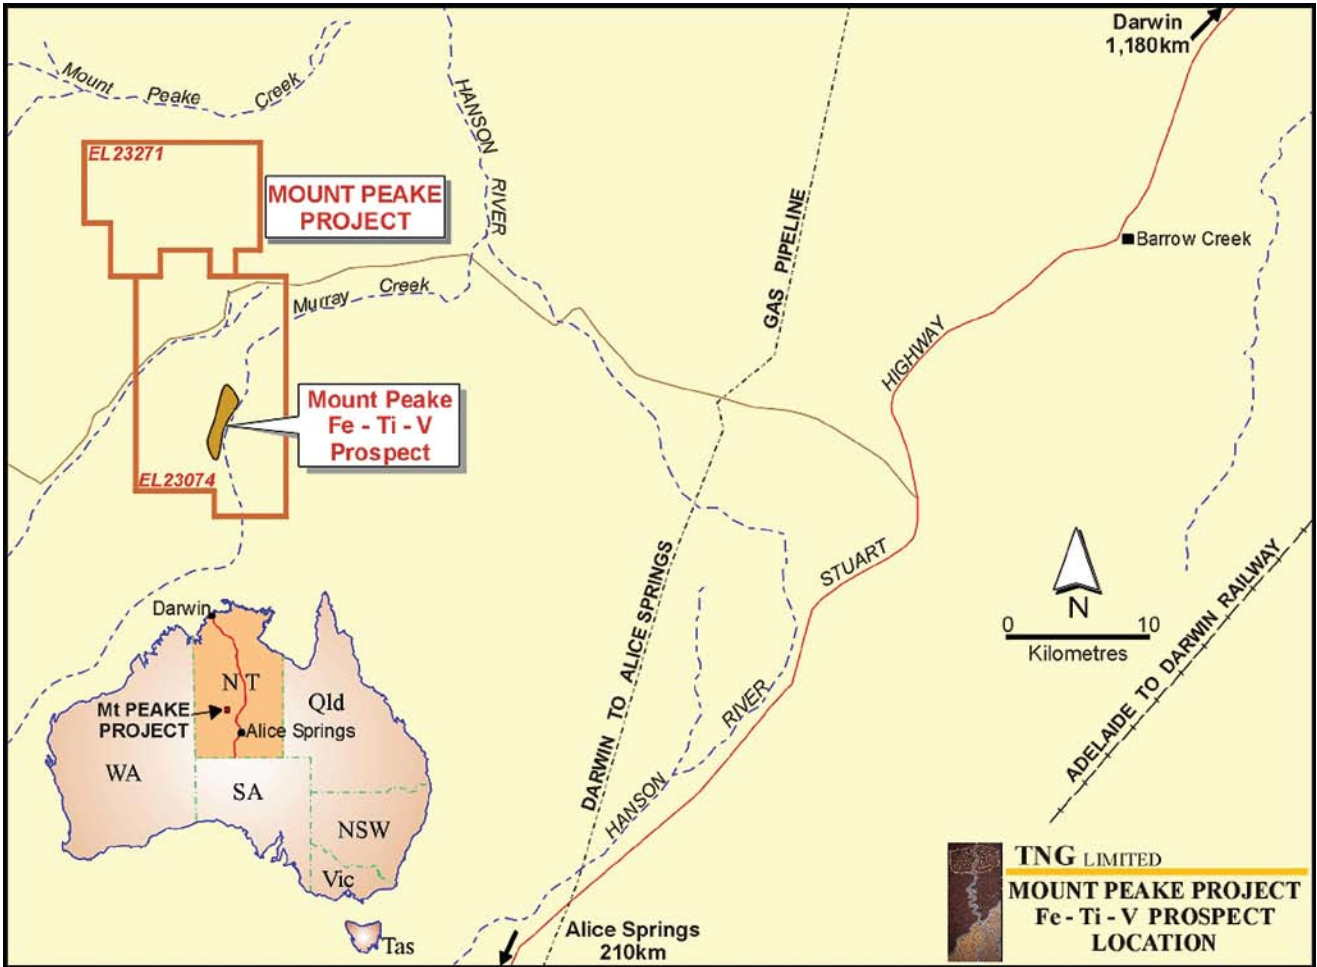 Darwin
1,180km
Mount Peake Creek
HANSON RIVER
EL23271
MOUNT PEAKE
PROJECT
GAS PIPELINE
Barrow Creek
Murray Creek
HIGHWAY
Mount Peake
Fe - Ti - V
Prospect
EL23074
STUART
DARWIN TO ALICE SPRINGS
N
0 10
Kilometres
ADELAIDE TO DARWIN RAILWAY
Darwin
NT
Qld
Mt PEAKE
PROJECT
Alice Springs
WA
SA
NSW
Vic
Tas
HANSON RIVER
Alice Springs
210km
TNG LIMITED
MOUNT PEAKE PROJECT
Fe - Ti - V PROSPECT
LOCATION